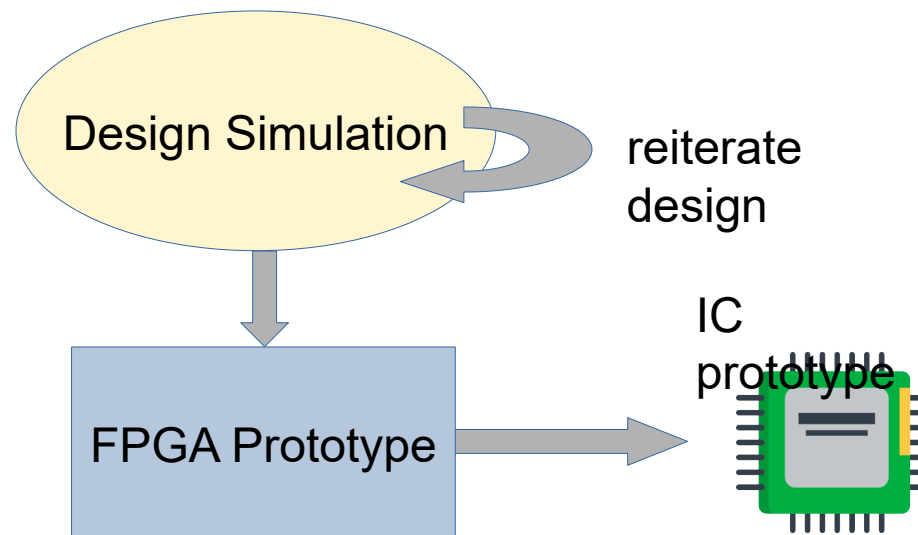 Design Simulation
reiterate
design
IC
prototype
FPGA Prototype